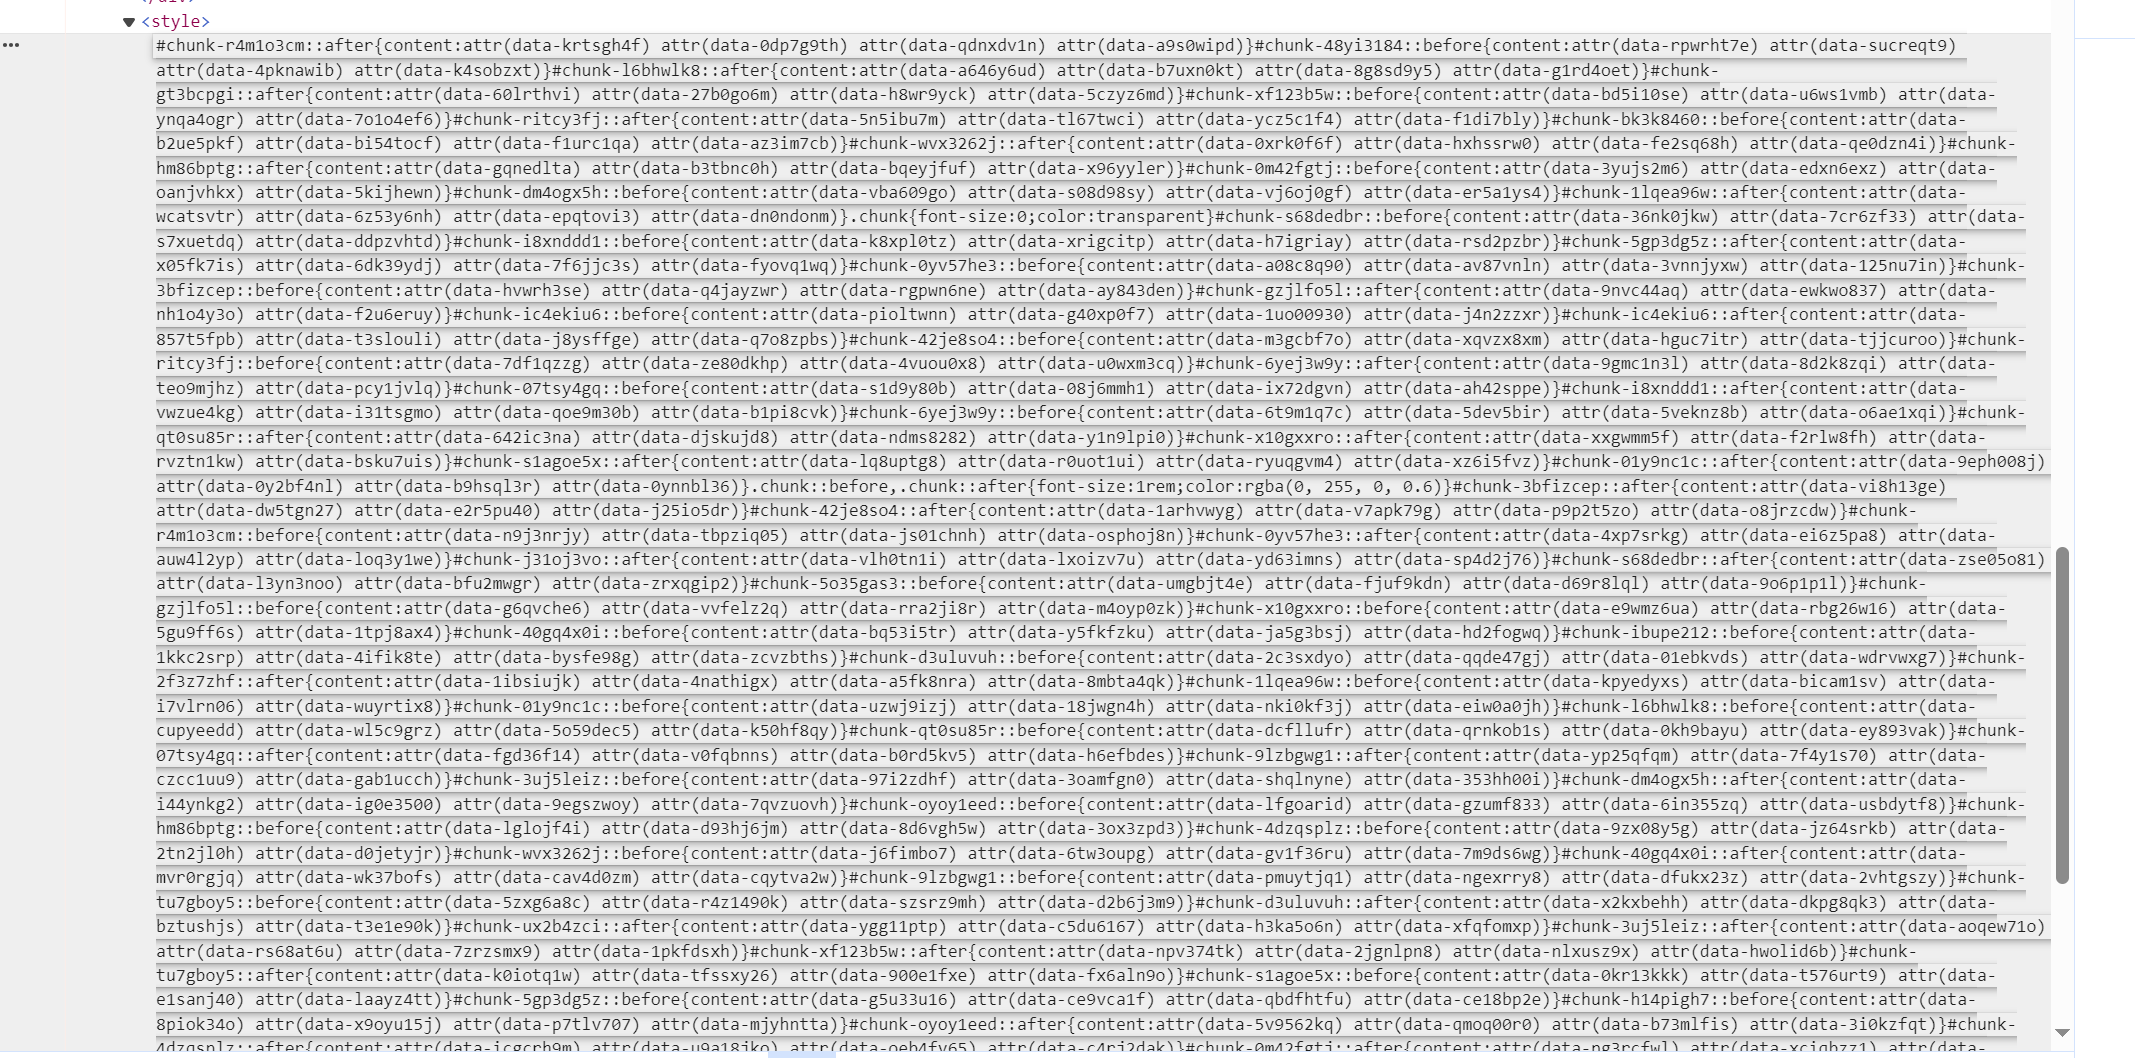 </div>
▼ <style>
#chunk-r4m1o3cm::after{content:attr(data-krtsgh4f) attr(data-0dp7g9th) attr(data-qdnxdv1n) attr(data-a9s0wipd)}#chunk-48yi3184::before{content:attr(data-rpwrht7e) attr(data-sucreqt9)
attr(data-4pknawib) attr(data-k4sobzxt)}#chunk-l6bhwlk8::after{content:attr(data-a646y6ud) attr(data-b7uxn0kt) attr(data-8g8sd9y5) attr(data-g1rd4oet)}#chunk-
gt3bcpgi::after{content:attr(data-60lrthvi) attr(data-27b0go6m) attr(data-h8wr9yck) attr(data-5czyz6md)}#chunk-xf123b5w::before{content:attr(data-bd5i10se) attr(data-u6ws1vmb) attr(data-
ynqa4ogr) attr(data-7o1o4ef6)}#chunk-ritcy3fj::after{content:attr(data-5n5ibu7m) attr(data-tl67twci) attr(data-ycz5c1f4) attr(data-f1di7bly)}#chunk-bk3k8460::before{content:attr(data-
b2ue5pkf) attr(data-bi54tocf) attr(data-f1urc1qa) attr(data-az3im7cb)}#chunk-wvx3262j::after{content:attr(data-0xrk0f6f) attr(data-hxhssrw0) attr(data-fe2sq68h) attr(data-qe0dzn4i)}#chunk-
hm86bptg::after{content:attr(data-gqnedlta) attr(data-b3tbnc0h) attr(data-bqeyjfuf) attr(data-x96yyler)}#chunk-0m42fgtj::before{content:attr(data-3yujs2m6) attr(data-edxn6exz) attr(data-
oanjvhkx) attr(data-5kijhewn)}#chunk-dm4ogx5h::before{content:attr(data-vba609go) attr(data-s08d98sy) attr(data-vj6oj0gf) attr(data-er5a1ys4)}#chunk-1lqea96w::after{content:attr(data-
wcatsvtr) attr(data-6z53y6nh) attr(data-epqtovi3) attr(data-dn0ndonm)}.chunk{font-size:0;color:transparent}#chunk-s68dedbr::before{content:attr(data-36nk0jkw) attr(data-7cr6zf33) attr(data-
s7xuetdq) attr(data-ddpzvhtd)}#chunk-i8xnddd1::before{content:attr(data-k8xpl0tz) attr(data-xrigcitp) attr(data-h7igriay) attr(data-rsd2pzbr)}#chunk-5gp3dg5z::after{content:attr(data-
x05fk7is) attr(data-6dk39ydj) attr(data-7f6jjc3s) attr(data-fyovq1wq)}#chunk-0yv57he3::before{content:attr(data-a08c8q90) attr(data-av87vnln) attr(data-3vnnjyxw) attr(data-125nu7in)}#chunk-
3bfizcep::before{content:attr(data-hvwrh3se) attr(data-q4jayzwr) attr(data-rgpwn6ne) attr(data-ay843den)}#chunk-gzjlfo5l::after{content:attr(data-9nvc44aq) attr(data-ewkwo837) attr(data-
nh1o4y3o) attr(data-f2u6eruy)}#chunk-ic4ekiu6::before{content:attr(data-pioltwnn) attr(data-g40xp0f7) attr(data-1uo00930) attr(data-j4n2zzxr)}#chunk-ic4ekiu6::after{content:attr(data-
857t5fpb) attr(data-t3slouli) attr(data-j8ysffge) attr(data-q7o8zpbs)}#chunk-42je8so4::before{content:attr(data-m3gcbf7o) attr(data-xqvzx8xm) attr(data-hguc7itr) attr(data-tjjcuroo)}#chunk-
ritcy3fj::before{content:attr(data-7df1qzzg) attr(data-ze80dkhp) attr(data-4vuou0x8) attr(data-u0wxm3cq)}#chunk-6yej3w9y::after{content:attr(data-9gmc1n3l) attr(data-8d2k8zqi) attr(data-
teo9mjhz) attr(data-pcy1jvlq)}#chunk-07tsy4gq::before{content:attr(data-s1d9y80b) attr(data-08j6mmh1) attr(data-ix72dgvn) attr(data-ah42sppe)}#chunk-i8xnddd1::after{content:attr(data-
vwzue4kg) attr(data-i31tsgmo) attr(data-qoe9m30b) attr(data-b1pi8cvk)}#chunk-6yej3w9y::before{content:attr(data-6t9m1q7c) attr(data-5dev5bir) attr(data-5veknz8b) attr(data-o6ae1xqi)}#chunk-
qt0su85r::after{content:attr(data-642ic3na) attr(data-djskujd8) attr(data-ndms8282) attr(data-y1n9lpi0)}#chunk-x10gxxro::after{content:attr(data-xxgwmm5f) attr(data-f2rlw8fh) attr(data-
rvztn1kw) attr(data-bsku7uis)}#chunk-s1agoe5x::after{content:attr(data-lq8uptg8) attr(data-r0uot1ui) attr(data-ryuqgvm4) attr(data-xz6i5fvz)}#chunk-01y9nc1c::after{content:attr(data-9eph008j)
attr(data-0y2bf4nl) attr(data-b9hsql3r) attr(data-0ynnbl36)}.chunk::before,.chunk::after{font-size:1rem;color:rgba(0, 255, 0, 0.6)}#chunk-3bfizcep::after{content:attr(data-vi8h13ge)
attr(data-dw5tgn27) attr(data-e2r5pu40) attr(data-j25io5dr)}#chunk-42je8so4::after{content:attr(data-1arhvwyg) attr(data-v7apk79g) attr(data-p9p2t5zo) attr(data-o8jrzcdw)}#chunk-
r4m1o3cm::before{content:attr(data-n9j3nrjy) attr(data-tbpziq05) attr(data-js01chnh) attr(data-osphoj8n)}#chunk-0yv57he3::after{content:attr(data-4xp7srkg) attr(data-ei6z5pa8) attr(data-
auw4l2yp) attr(data-loq3y1we)}#chunk-j31oj3vo::after{content:attr(data-vlh0tn1i) attr(data-lxoizv7u) attr(data-yd63imns) attr(data-sp4d2j76)}#chunk-s68dedbr::after{content:attr(data-zse05o81)
attr(data-l3yn3noo) attr(data-bfu2mwgr) attr(data-zrxqgip2)}#chunk-5o35gas3::before{content:attr(data-umgbjt4e) attr(data-fjuf9kdn) attr(data-d69r8lql) attr(data-9o6p1p1l)}#chunk-
gzjlfo5l::before{content:attr(data-g6qvche6) attr(data-vvfelz2q) attr(data-rra2ji8r) attr(data-m4oyp0zk)}#chunk-x10gxxro::before{content:attr(data-e9wmz6ua) attr(data-rbg26w16) attr(data-
5gu9ff6s) attr(data-1tpj8ax4)}#chunk-40gq4x0i::before{content:attr(data-bq53i5tr) attr(data-y5fkfzku) attr(data-ja5g3bsj) attr(data-hd2fogwq)}#chunk-ibupe212::before{content:attr(data-
1kkc2srp) attr(data-4ifik8te) attr(data-bysfe98g) attr(data-zcvzbths)}#chunk-d3uluvuh::before{content:attr(data-2c3sxdyo) attr(data-qqde47gj) attr(data-01ebkvds) attr(data-wdrvwxg7)}#chunk-
2f3z7zhf::after{content:attr(data-1ibsiujk) attr(data-4nathigx) attr(data-a5fk8nra) attr(data-8mbta4qk)}#chunk-1lqea96w::before{content:attr(data-kpyedyxs) attr(data-bicam1sv) attr(data-
i7vlrn06) attr(data-wuyrtix8)}#chunk-01y9nc1c::before{content:attr(data-uzwj9izj) attr(data-18jwgn4h) attr(data-nki0kf3j) attr(data-eiw0a0jh)}#chunk-l6bhwlk8::before{content:attr(data-
cupyeedd) attr(data-wl5c9grz) attr(data-5o59dec5) attr(data-k50hf8qy)}#chunk-qt0su85r::before{content:attr(data-dcfllufr) attr(data-qrnkob1s) attr(data-0kh9bayu) attr(data-ey893vak)}#chunk-
07tsy4gq::after{content:attr(data-fgd36f14) attr(data-v0fqbnns) attr(data-b0rd5kv5) attr(data-h6efbdes)}#chunk-9lzbgwg1::after{content:attr(data-yp25qfqm) attr(data-7f4y1s70) attr(data-
czcc1uu9) attr(data-gab1ucch)}#chunk-3uj5leiz::before{content:attr(data-97i2zdhf) attr(data-3oamfgn0) attr(data-shqlnyne) attr(data-353hh00i)}#chunk-dm4ogx5h::after{content:attr(data-
i44ynkg2) attr(data-ig0e3500) attr(data-9egszwoy) attr(data-7qvzuovh)}#chunk-oyoy1eed::before{content:attr(data-lfgoarid) attr(data-gzumf833) attr(data-6in355zq) attr(data-usbdytf8)}#chunk-
hm86bptg::before{content:attr(data-lglojf4i) attr(data-d93hj6jm) attr(data-8d6vgh5w) attr(data-3ox3zpd3)}#chunk-4dzqsplz::before{content:attr(data-9zx08y5g) attr(data-jz64srkb) attr(data-
2tn2jl0h) attr(data-d0jetyjr)}#chunk-wvx3262j::before{content:attr(data-j6fimbo7) attr(data-6tw3oupg) attr(data-gv1f36ru) attr(data-7m9ds6wg)}#chunk-40gq4x0i::after{content:attr(data-
mvr0rgjq) attr(data-wk37bofs) attr(data-cav4d0zm) attr(data-cqytva2w)}#chunk-9lzbgwg1::before{content:attr(data-pmuytjq1) attr(data-ngexrry8) attr(data-dfukx23z) attr(data-2vhtgszy)}#chunk-
tu7gboy5::before{content:attr(data-5zxg6a8c) attr(data-r4z1490k) attr(data-szsrz9mh) attr(data-d2b6j3m9)}#chunk-d3uluvuh::after{content:attr(data-x2kxbehh) attr(data-dkpg8qk3) attr(data-
bztushjs) attr(data-t3e1e90k)}#chunk-ux2b4zci::after{content:attr(data-ygg11ptp) attr(data-c5du6167) attr(data-h3ka5o6n) attr(data-xfqfomxp)}#chunk-3uj5leiz::after{content:attr(data-aoqew71o)
attr(data-rs68at6u) attr(data-7zrzsmx9) attr(data-1pkfdsxh)}#chunk-xf123b5w::after{content:attr(data-npv374tk) attr(data-2jgnlpn8) attr(data-nlxusz9x) attr(data-hwolid6b)}#chunk-
tu7gboy5::after{content:attr(data-k0iotq1w) attr(data-tfssxy26) attr(data-900e1fxe) attr(data-fx6aln9o)}#chunk-s1agoe5x::before{content:attr(data-0kr13kkk) attr(data-t576urt9) attr(data-
e1sanj40) attr(data-laayz4tt)}#chunk-5gp3dg5z::before{content:attr(data-g5u33u16) attr(data-ce9vca1f) attr(data-qbdfhtfu) attr(data-ce18bp2e)}#chunk-h14pigh7::before{content:attr(data-
8piok34o) attr(data-x9oyu15j) attr(data-p7tlv707) attr(data-mjyhntta)}#chunk-oyoy1eed::after{content:attr(data-5v9562kq) attr(data-qmoq00r0) attr(data-b73mlfis) attr(data-3i0kzfqt)}#chunk-